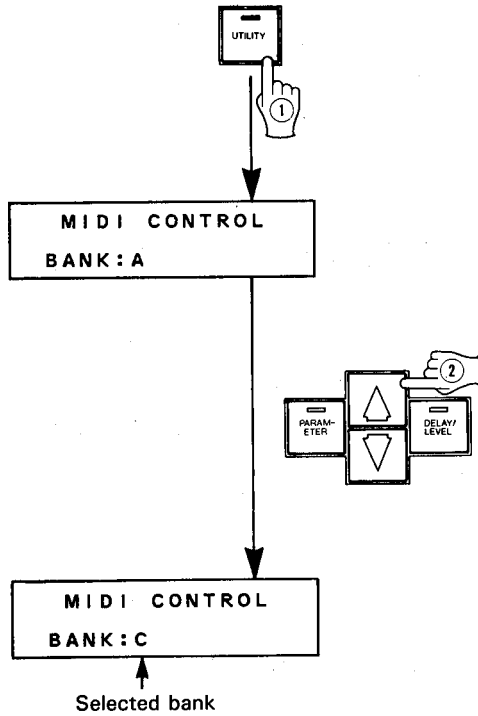 UTILITY
①
MIDI CONTROL
BANK:A
②
PARAM-
ETER
DELAY/
LEVEL
MIDI CONTROL
BANK:C
Selected bank